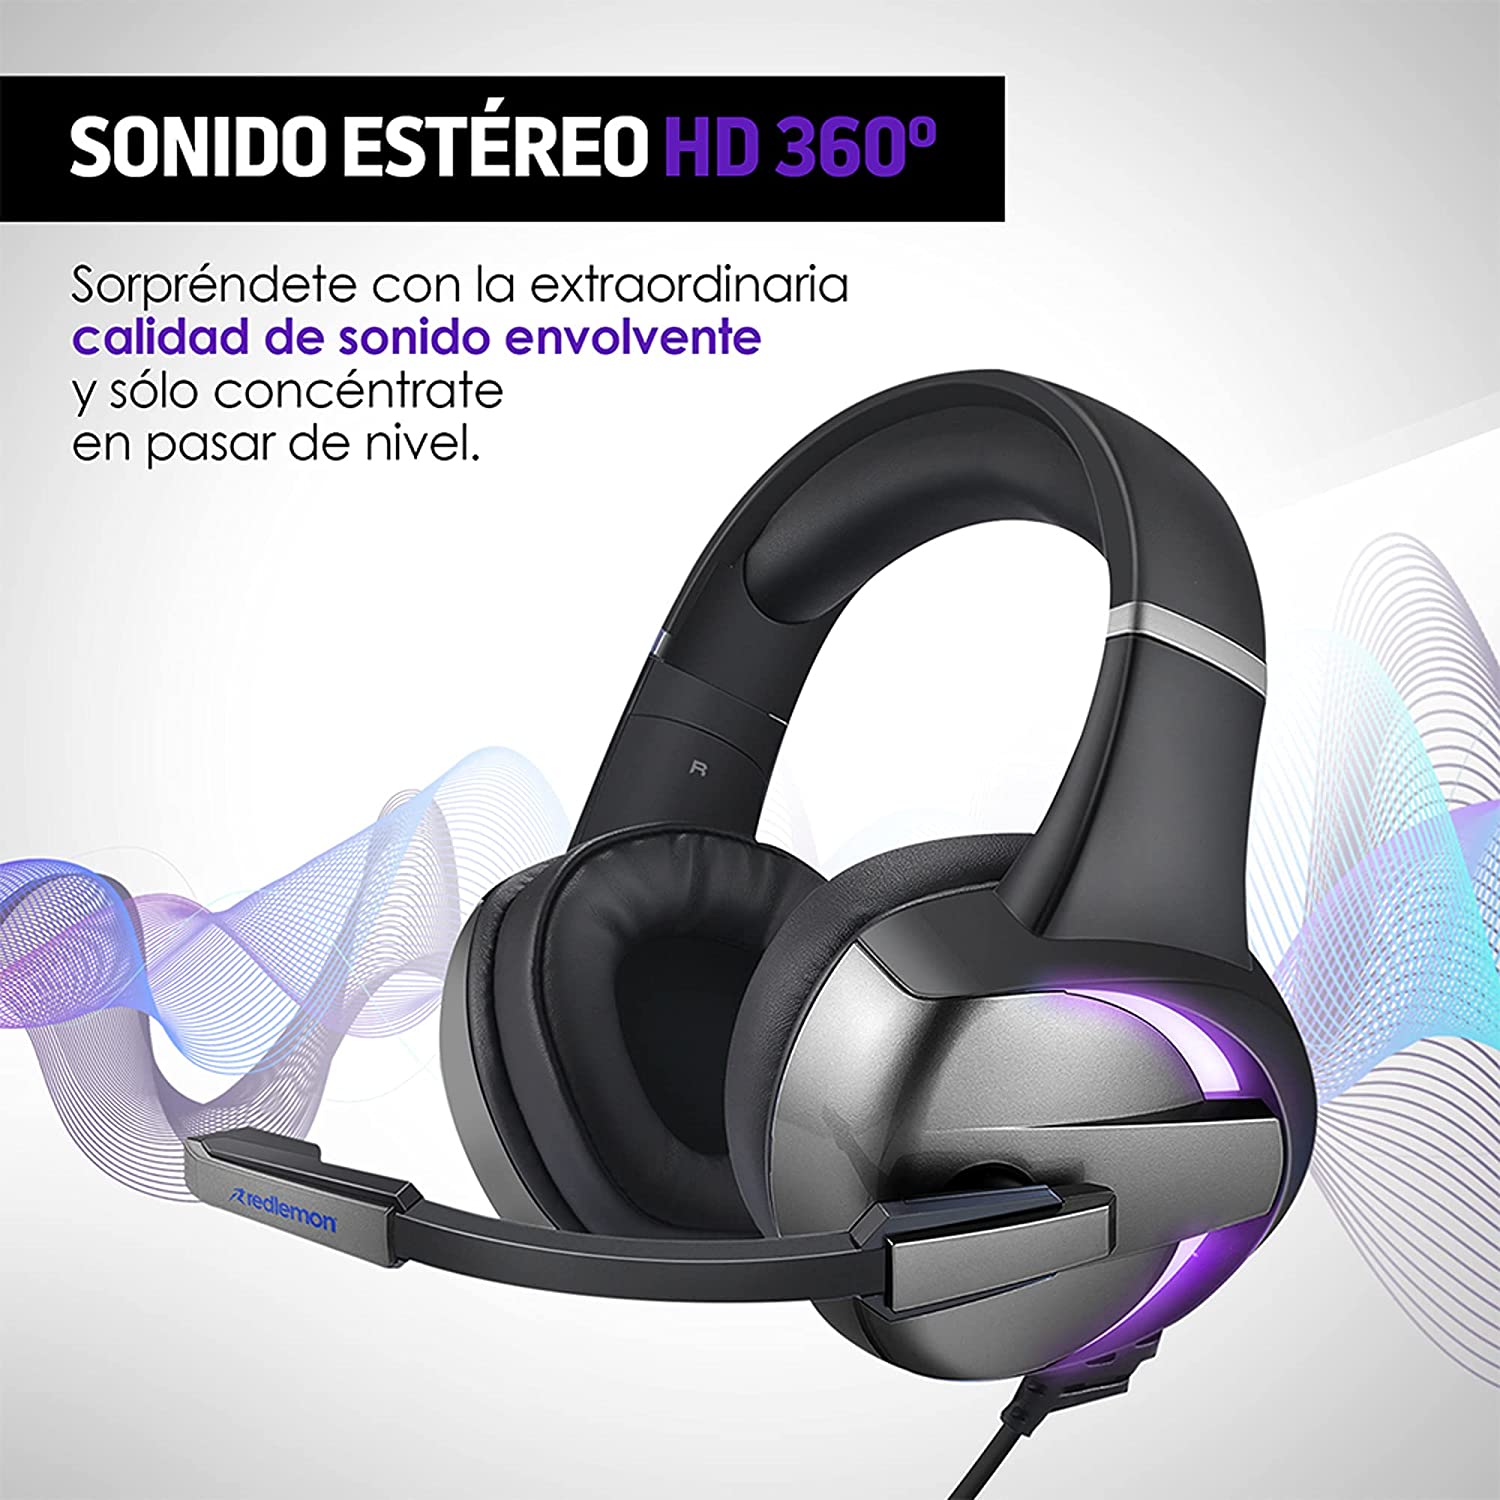 SONIDO ESTÉREO HD 360º
Sorpréndete con la extraordinaria
calidad de sonido envolvente
y sólo concéntrate
en pasar de nivel.
R
redlemon